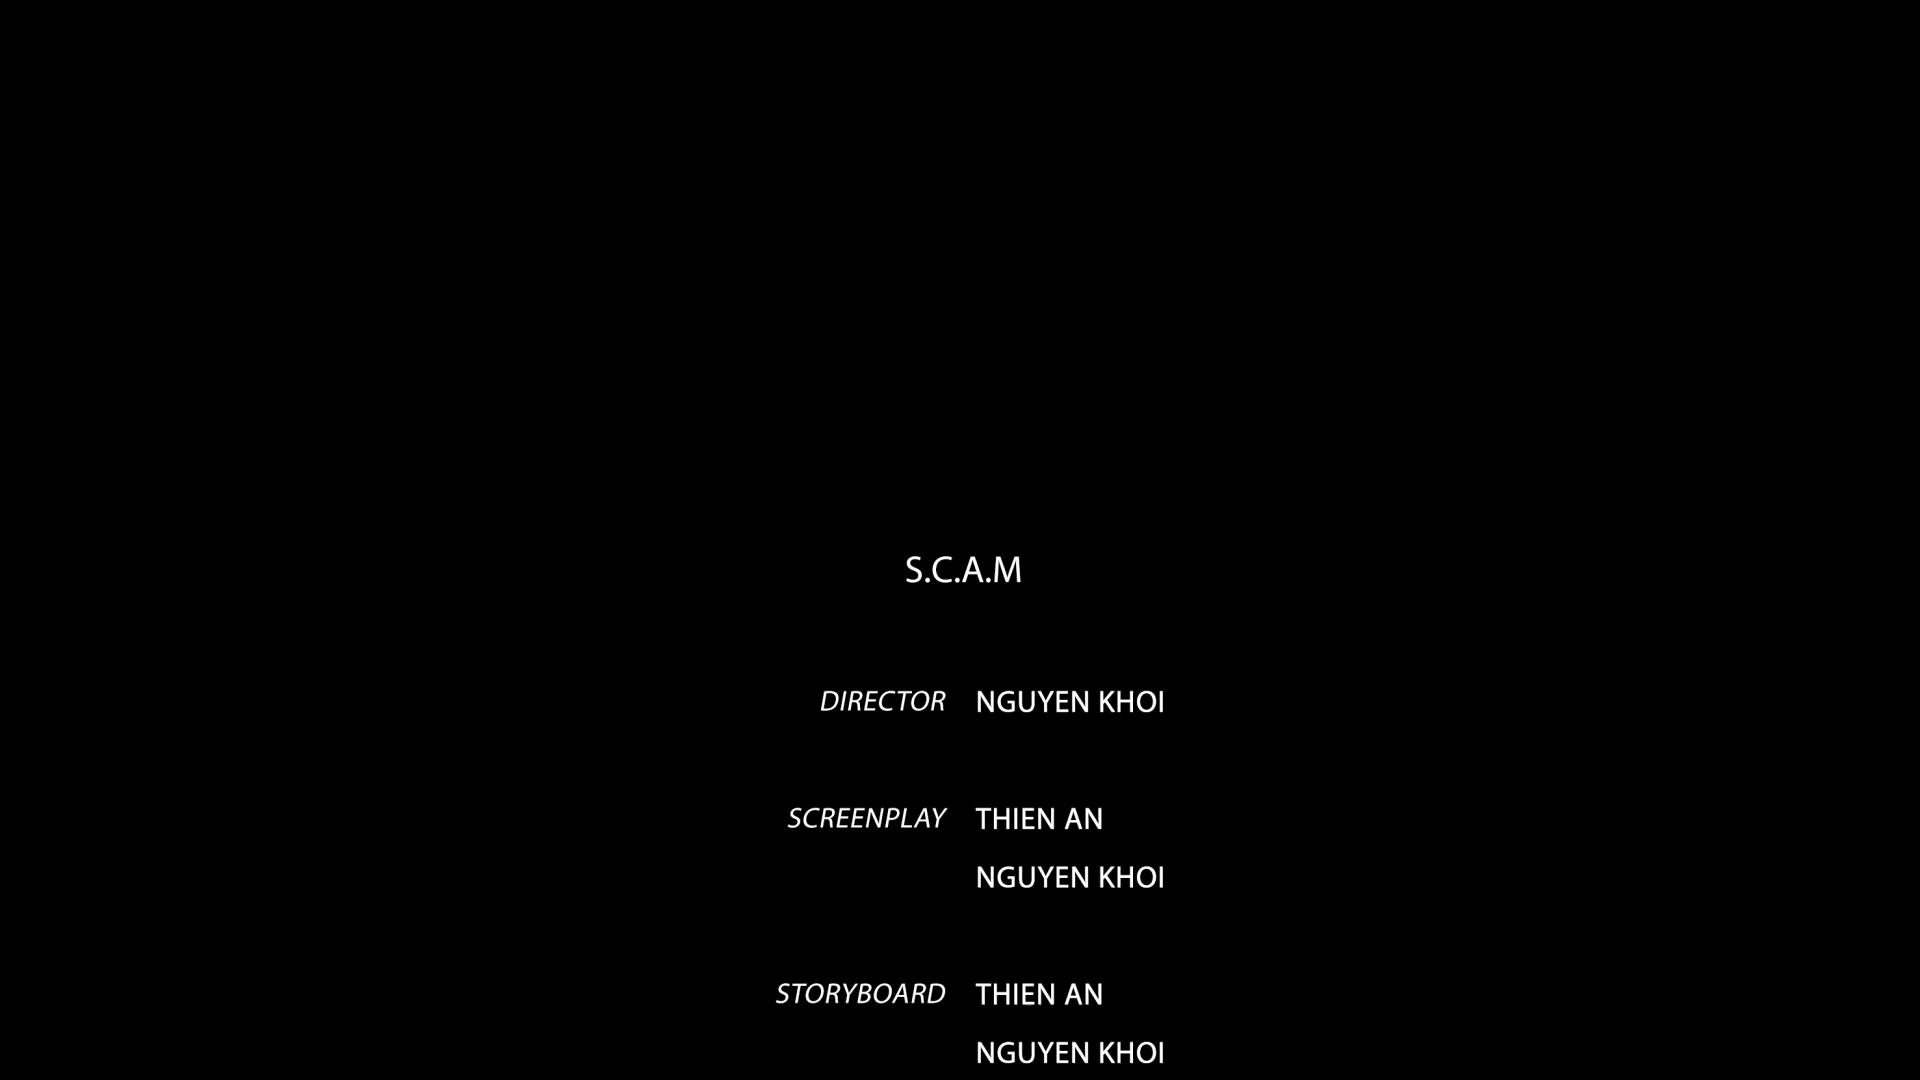 S.C.A.M
DIRECTOR NGUYEN KHOI
SCREENPLAY THIEN AN
NGUYEN KHOI
STORYBOARD THIEN AN
NGUYEN KHOI